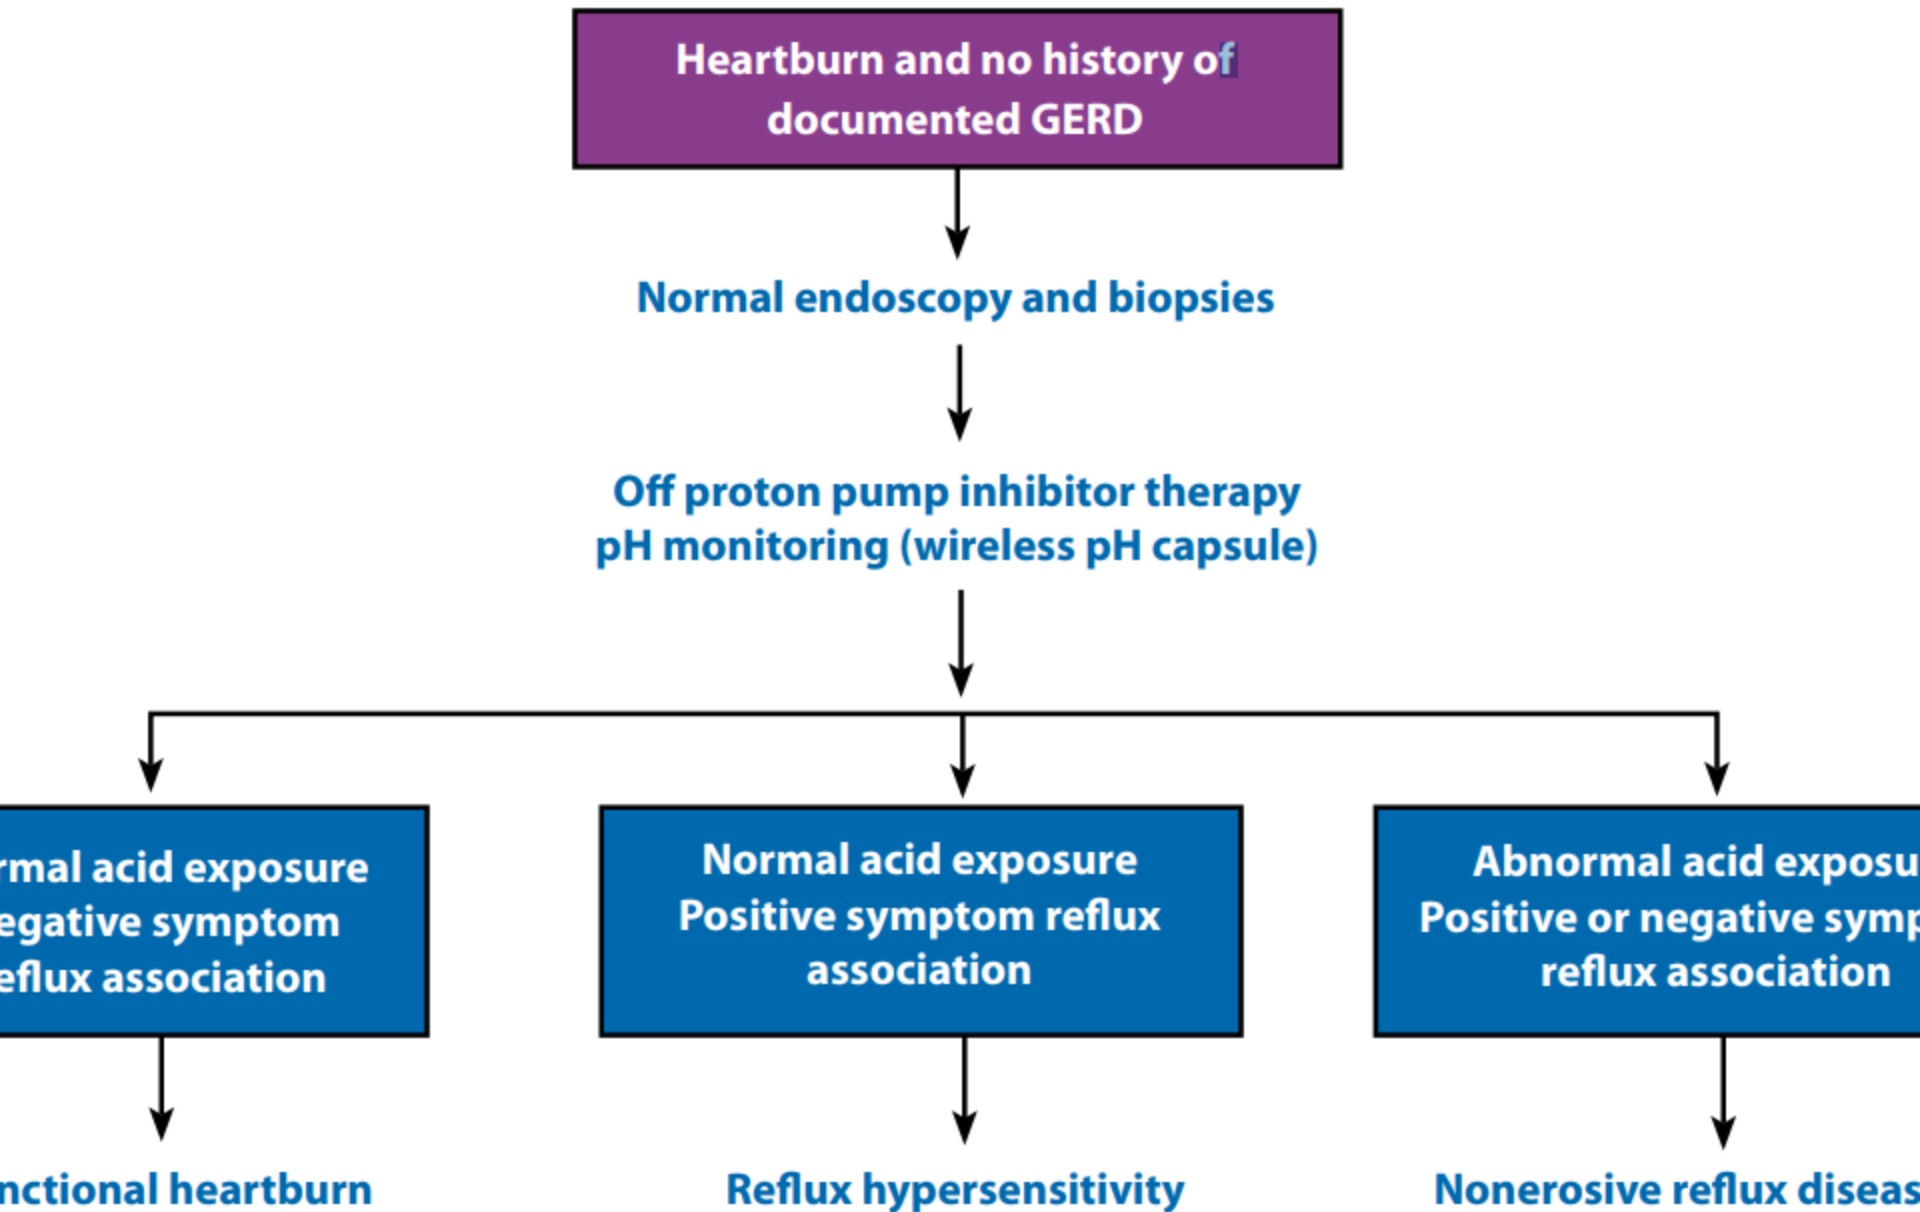 Heartburn and no history of
documented GERD
Normal endoscopy and biopsies
Off proton pump inhibitor therapy
pH monitoring (wireless pH capsule)
rmal acid exposure
egative symptom
eflux association
Normal acid exposure
Positive symptom reflux
association
Abnormal acid exposu
Positive or negative symp
reflux association
nctional heartburn
Reflux hypersensitivity
Nonerosive reflux diseas